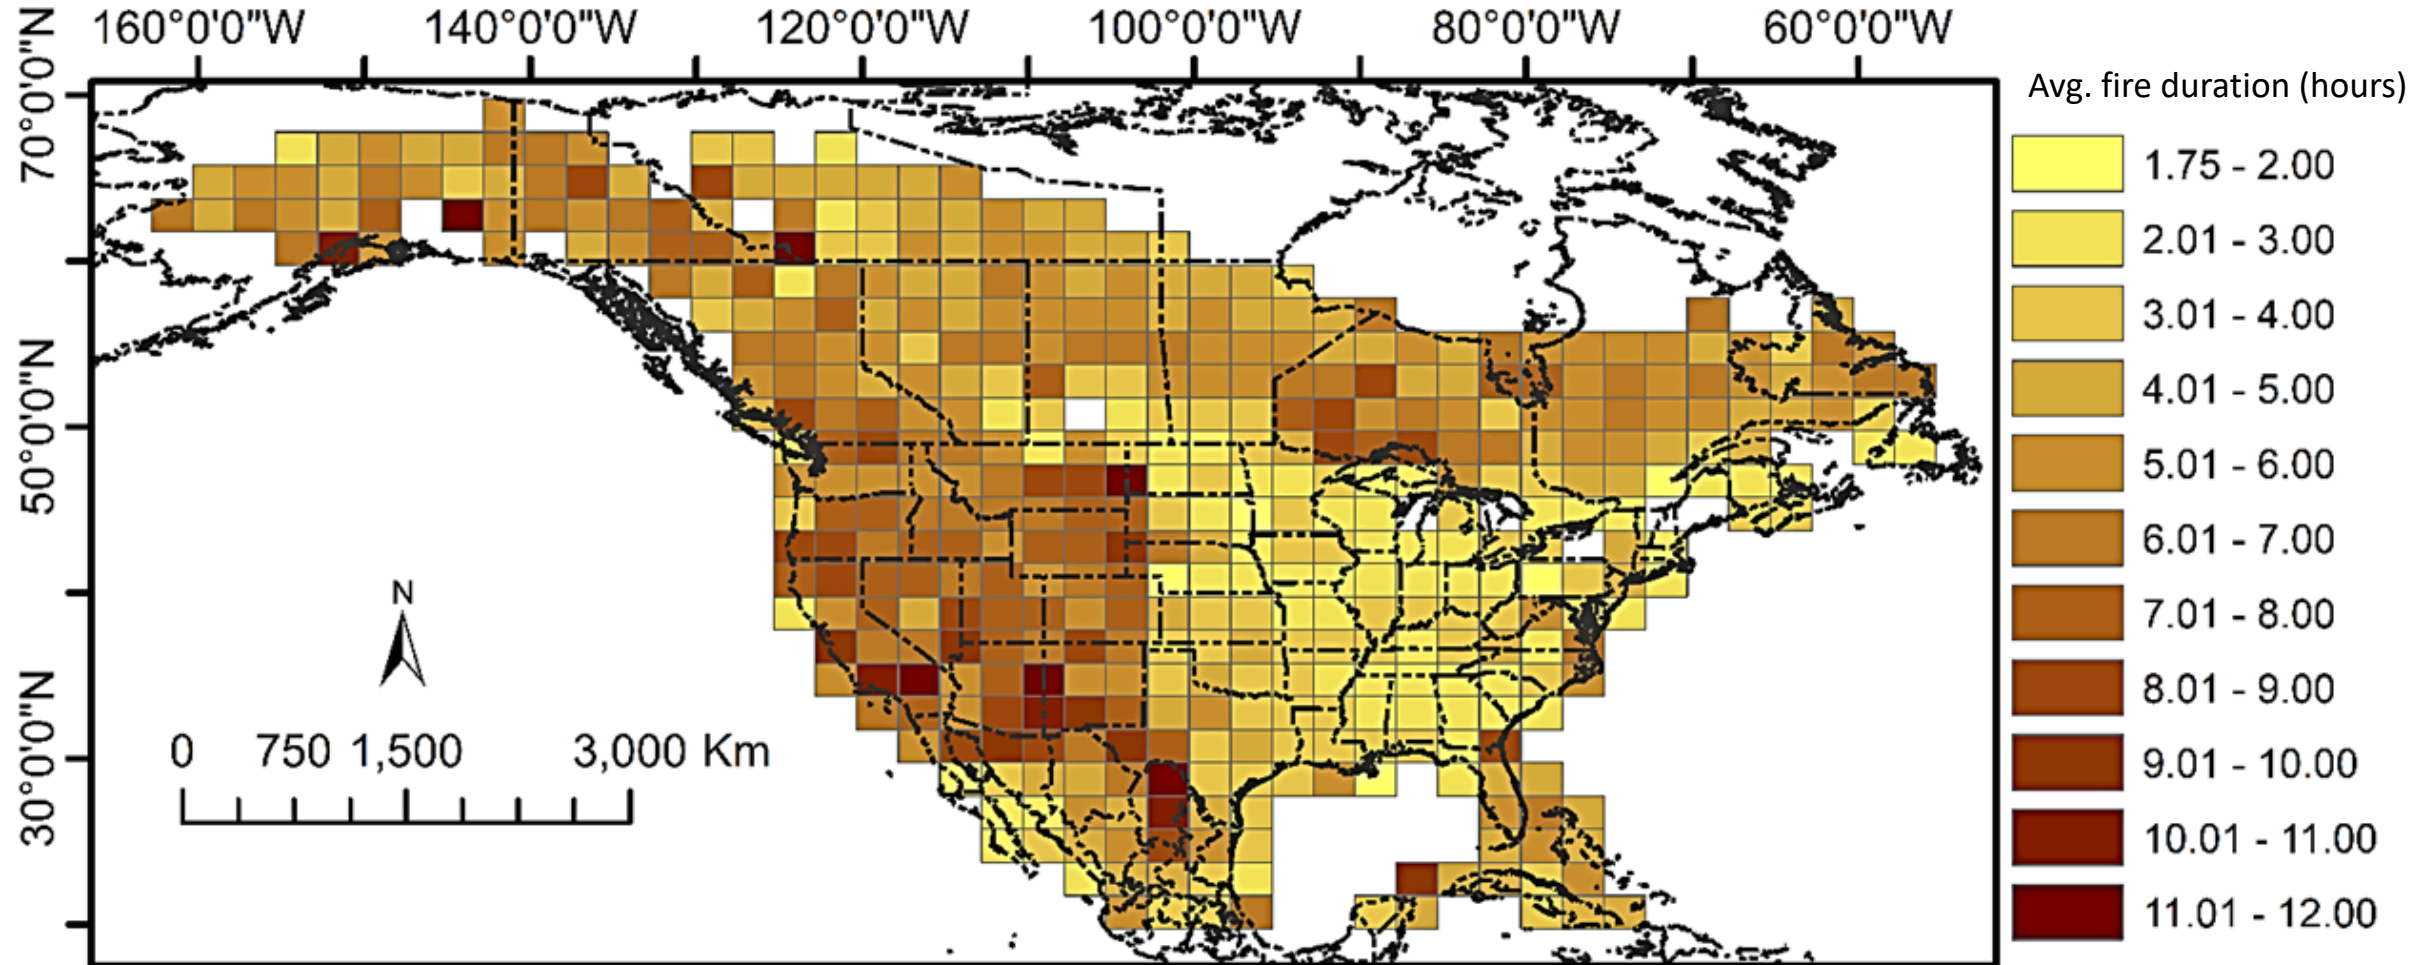 160°0'0"W 140°0'0"W 120°0'0"W 100°0'0"W 80°0'0"W 60°0'0"W
70°0'0"N
50°0'0"N
30°0'0"N
N
0 750 1,500 3,000 Km
Avg. fire duration (hours)
1.75 - 2.00
2.01 - 3.00
3.01 - 4.00
4.01 - 5.00
5.01 - 6.00
6.01 - 7.00
7.01 - 8.00
8.01 - 9.00
9.01 - 10.00
10.01 - 11.00
11.01 - 12.00